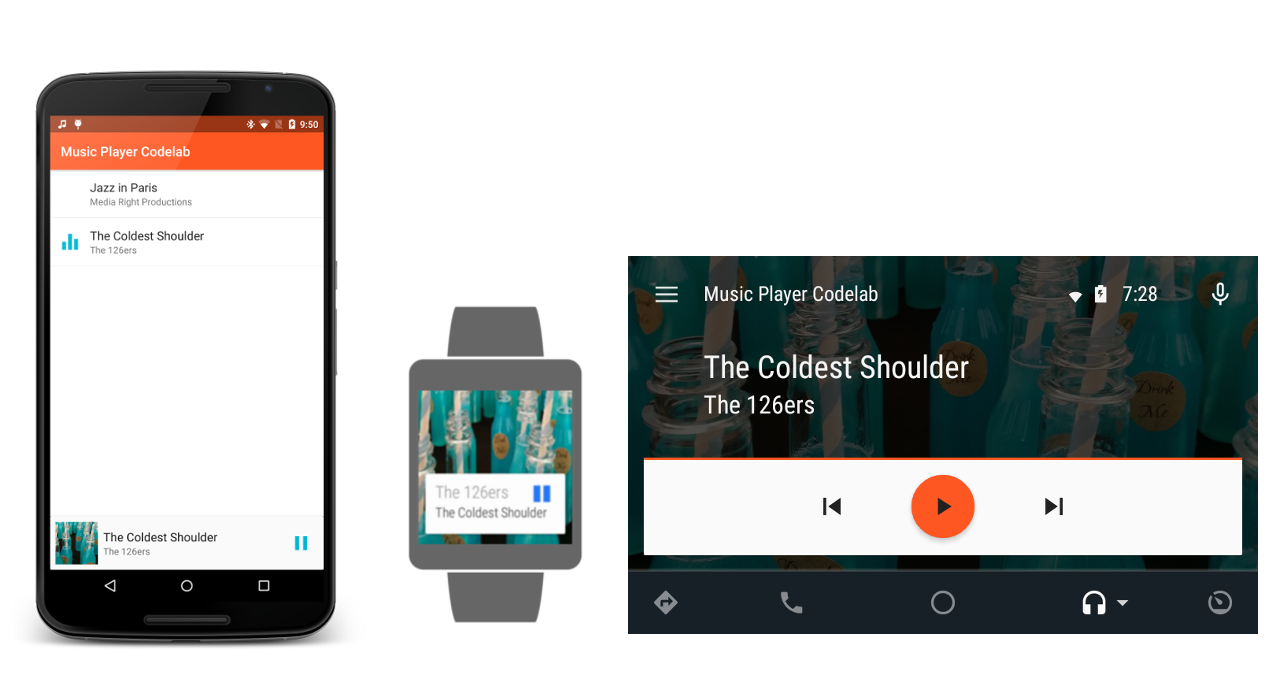 9:50
Music Player Codelab
Jazz in Paris
Media Right Productions
The Coldest Shoulder
The 126ers
The Coldest Shoulder
The 126ers
The 126ers
The Coldest Shoulder
Music Player Codelab
7:28
The Coldest Shoulder
The 126ers
Drink
Me